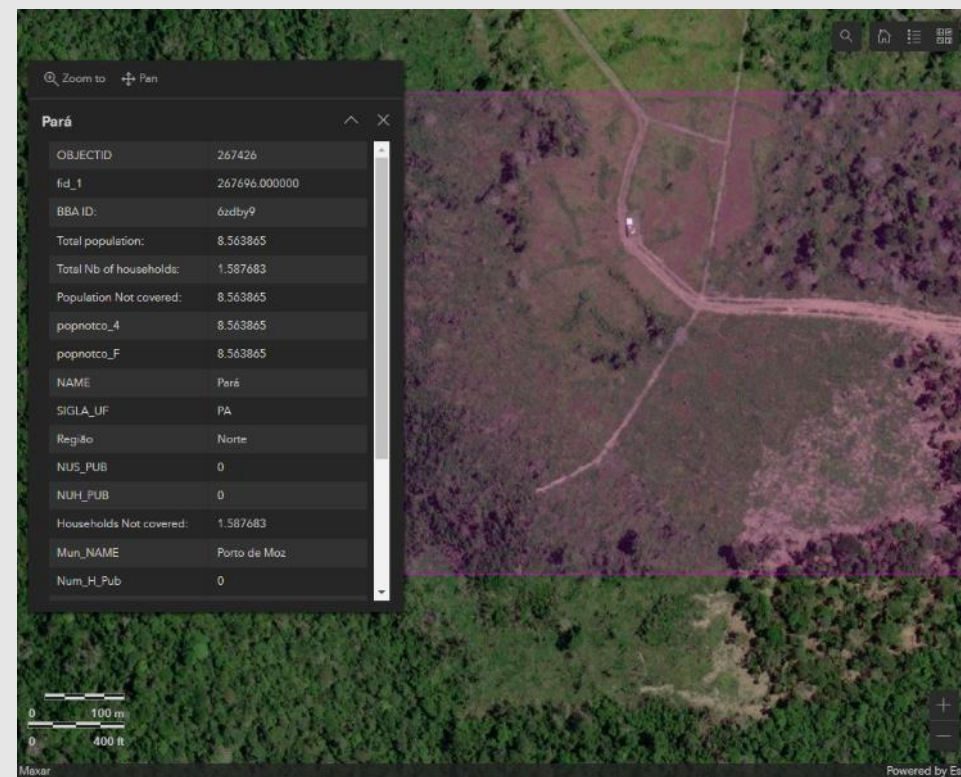 Zoom to Pan
Pará
OBJECTID 267426
fid_1 267696.000000
BBA ID: 6zdby9
Total population: 8.563865
Total Nb of households: 1.587683
Population Not covered: 8.563865
popnotco_4 8.563865
popnotco_F 8.563865
NAME Pará
SIGLA_UF PA
Região Norte
NUS_PUB 0
NUH_PUB 0
Households Not covered: 1.587683
Mun_NAME Porto de Moz
Num_H_Pub 0
0 100 m
0 400 ft
Maxar Powered by Es